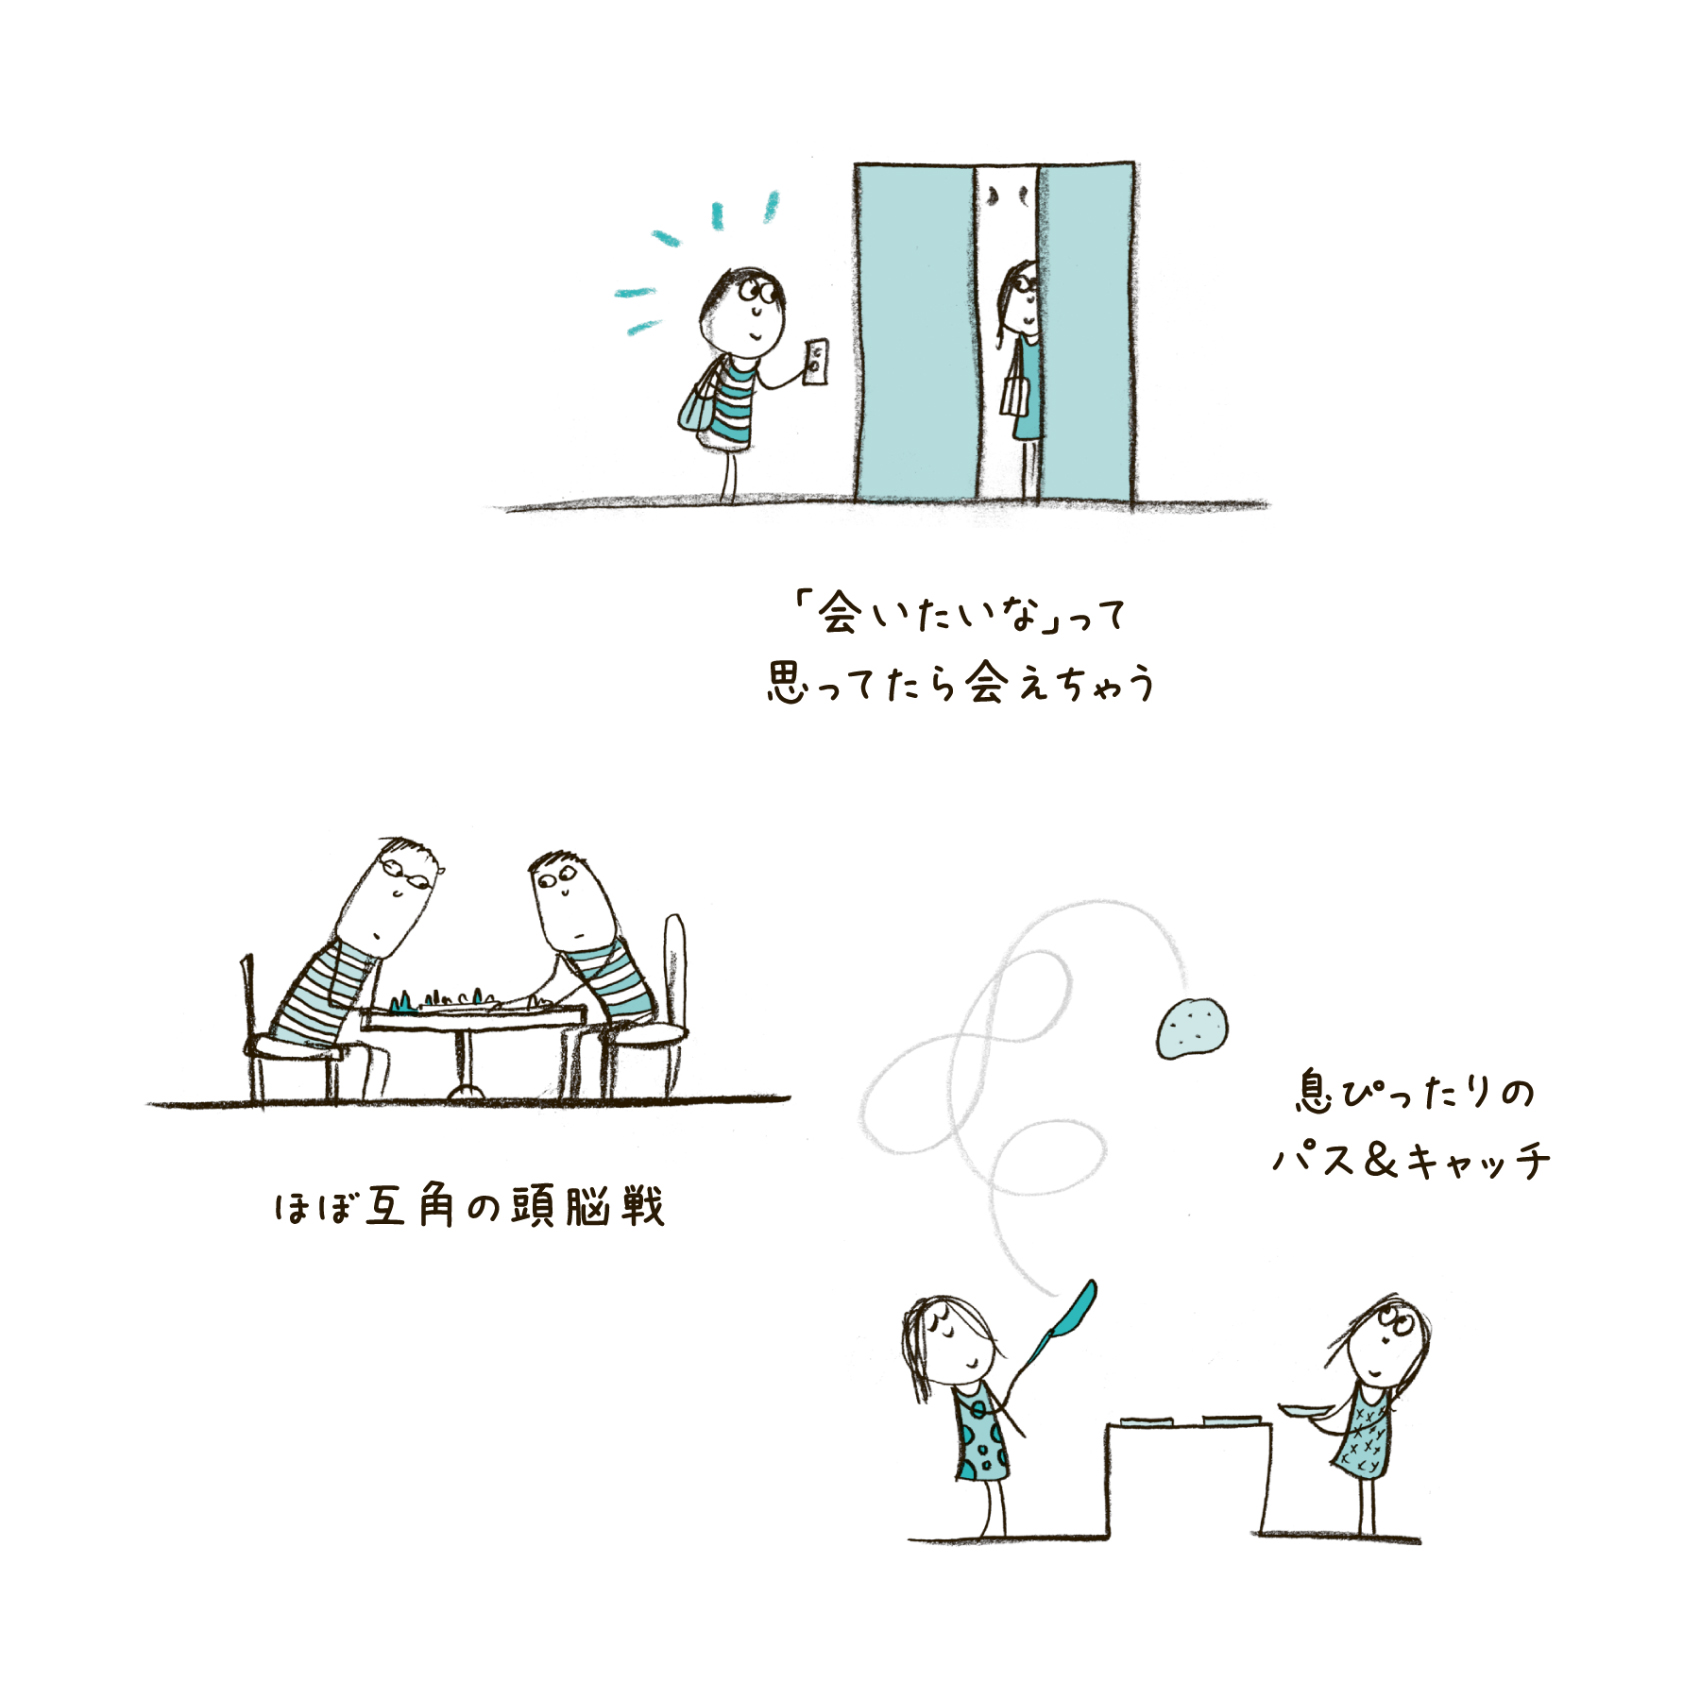 「会いたいな」って
思ってたら会えちゃう
ほぼ互角の頭脳戦
息ぴったりの
パス&キャッチ